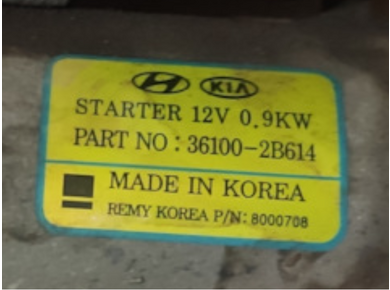 KIA
STARTER 12V 0.9KW
PART NO : 36100-2B614
MADE IN KOREA
REMY KOREA P/N: 8000708